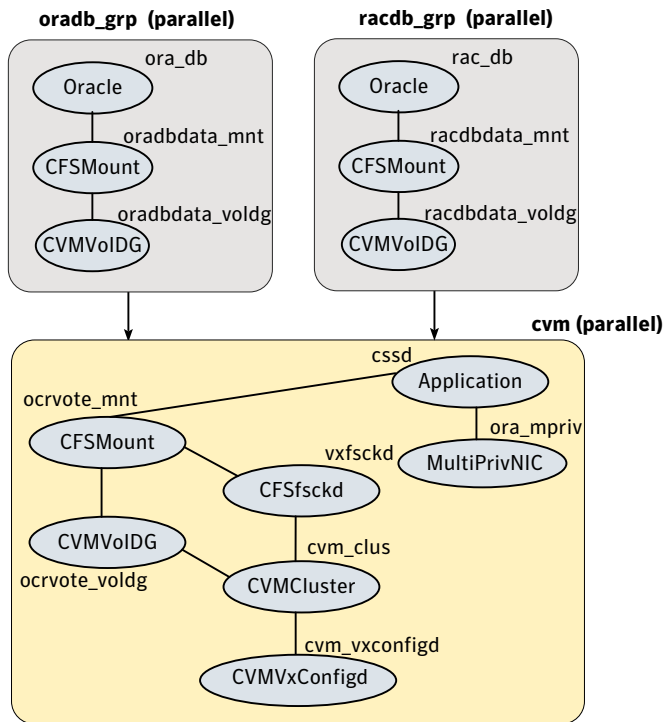 oradb_grp (parallel)
racdb_grp (parallel)
ora_db
Oracle
oradbdata_mnt
CFSMount
oradbdata_voldg
CVMVolDG
rac_db
Oracle
racdbdata_mnt
CFSMount
racdbdata_voldg
CVMVolDG
cvm (parallel)
cssd
Application
ocrvote_mnt
ora_mpriv
CFSMount
vxfsckd
MultiPrivNIC
CFSfsckd
CVMVolDG
cvm_clus
ocrvote_voldg
CVMCluster
cvm_vxconfigd
CVMVxConfigd